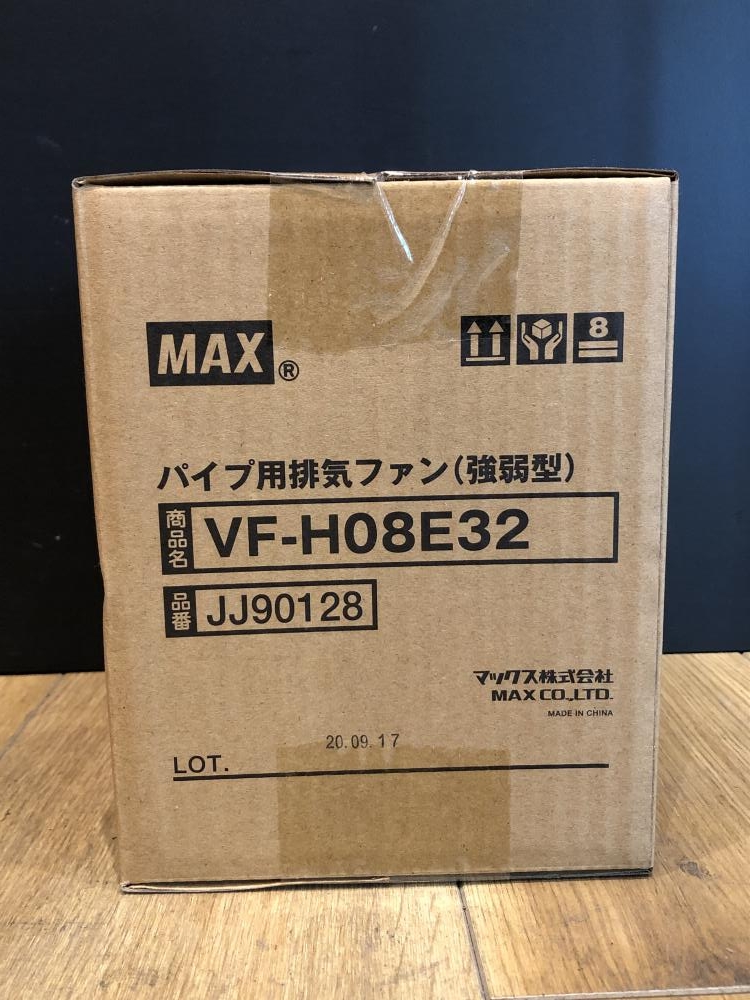 MAX®
8
パイプ用排気ファン(強弱型)
商品名 VF-H08E32
品番 JJ90128
マックス株式会社
MAX CO.,LTD.
MADE IN CHINA
20.09.17
LOT.